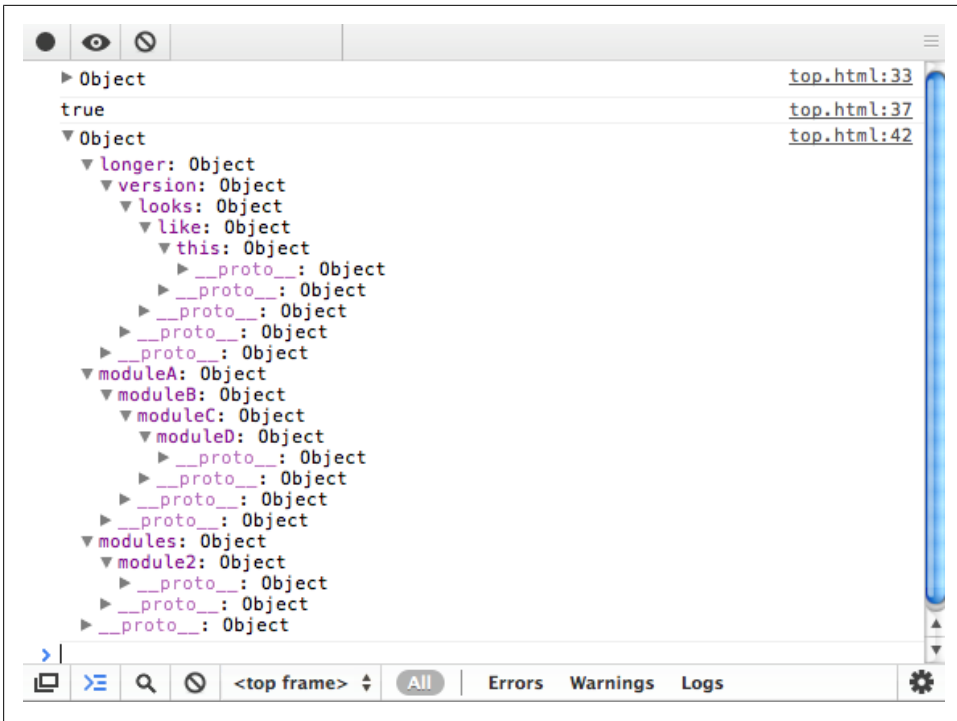 Object top.html:33
true top.html:37
Object top.html:42
longer: Object
version: Object
looks: Object
like: Object
this: Object
__proto__: Object
__proto__: Object
__proto__: Object
__proto__: Object
__proto__: Object
moduleA: Object
moduleB: Object
moduleC: Object
moduleD: Object
__proto__: Object
__proto__: Object
__proto__: Object
__proto__: Object
modules: Object
module2: Object
__proto__: Object
__proto__: Object
__proto__: Object
<top frame> All Errors Warnings Logs